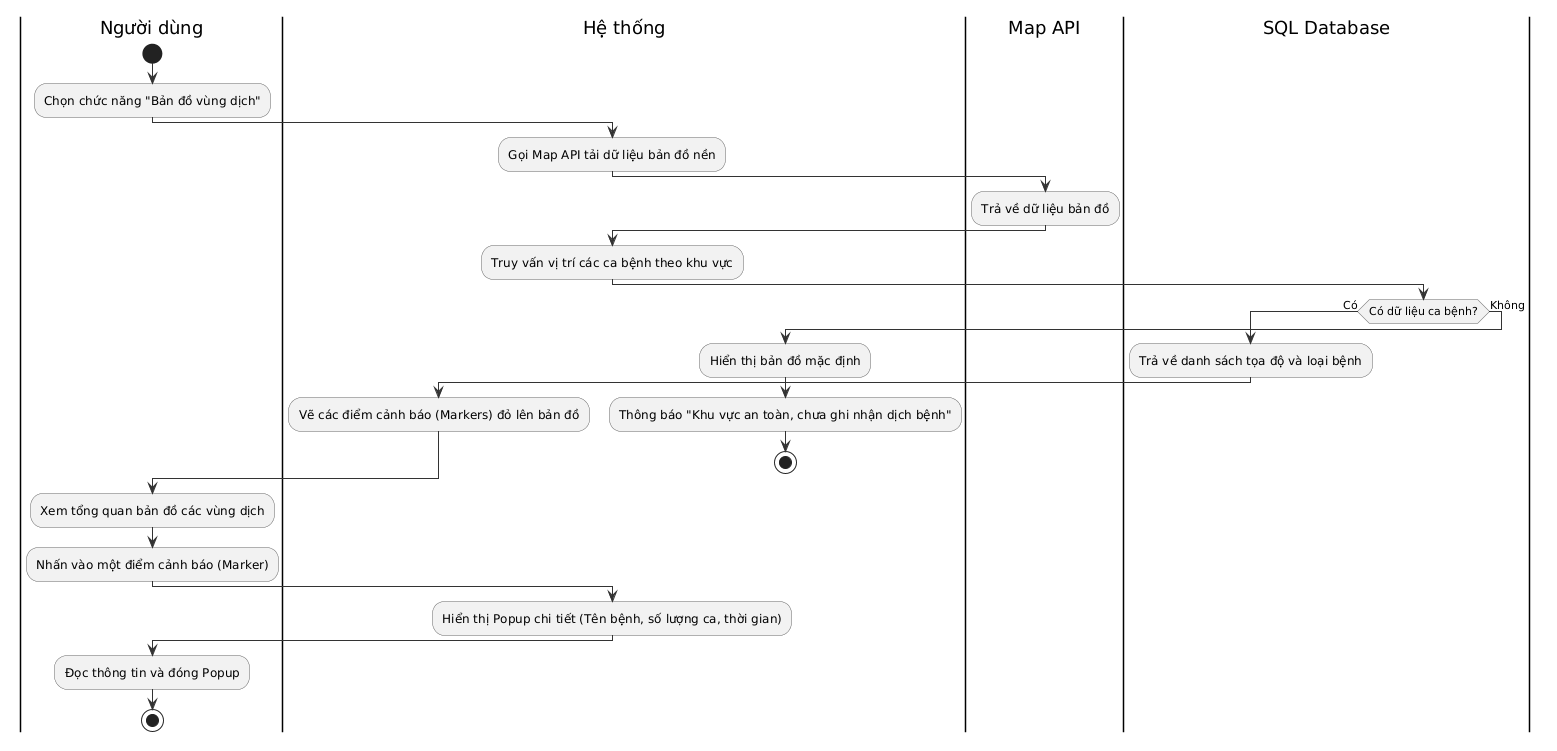 Người dùng
Hệ thống
Map API
SQL Database
Chọn chức năng "Bản đồ vùng dịch"
Gọi Map API tải dữ liệu bản đồ nền
Trả về dữ liệu bản đồ
Truy vấn vị trí các ca bệnh theo khu vực
Có
Có dữ liệu ca bệnh?
Không
Hiển thị bản đồ mặc định
Trả về danh sách tọa độ và loại bệnh
Vẽ các điểm cảnh báo (Markers) đỏ lên bản đồ
Thông báo "Khu vực an toàn, chưa ghi nhận dịch bệnh"
Xem tổng quan bản đồ các vùng dịch
Nhấn vào một điểm cảnh báo (Marker)
Hiển thị Popup chi tiết (Tên bệnh, số lượng ca, thời gian)
Đọc thông tin và đóng Popup